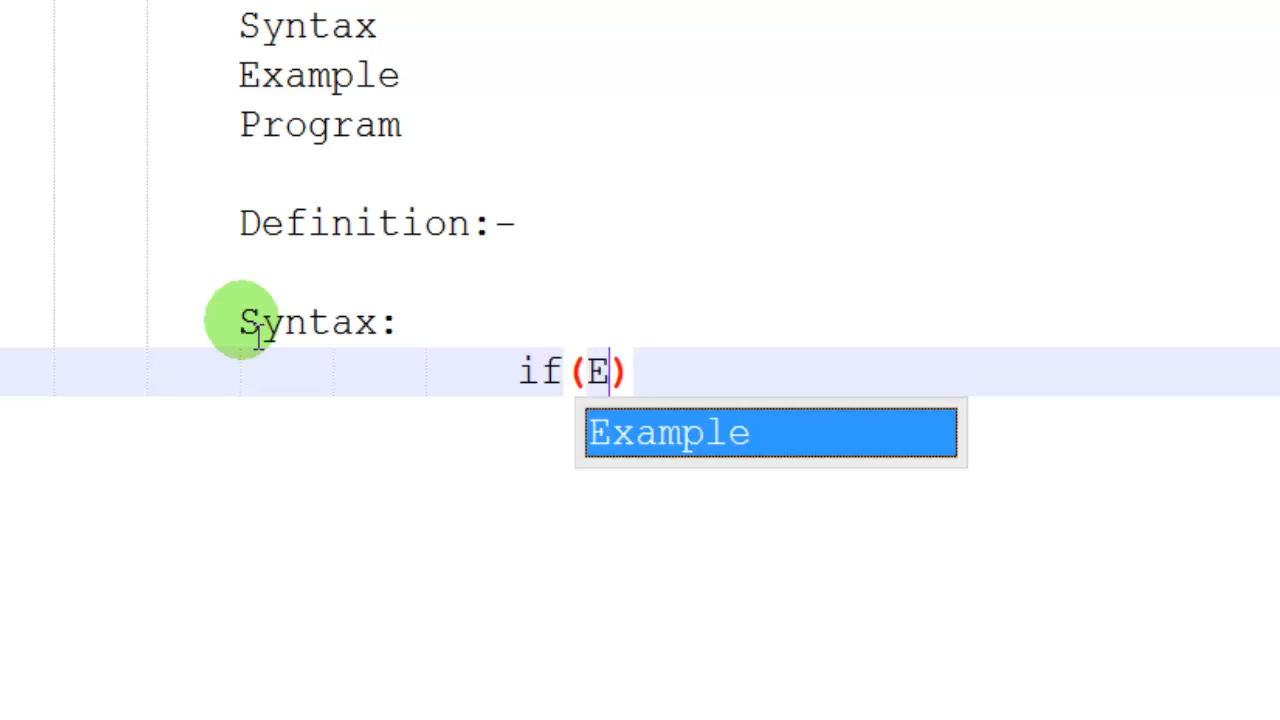 Syntax
Example
Program
Definition:-
Syntax:
if(E)
Example